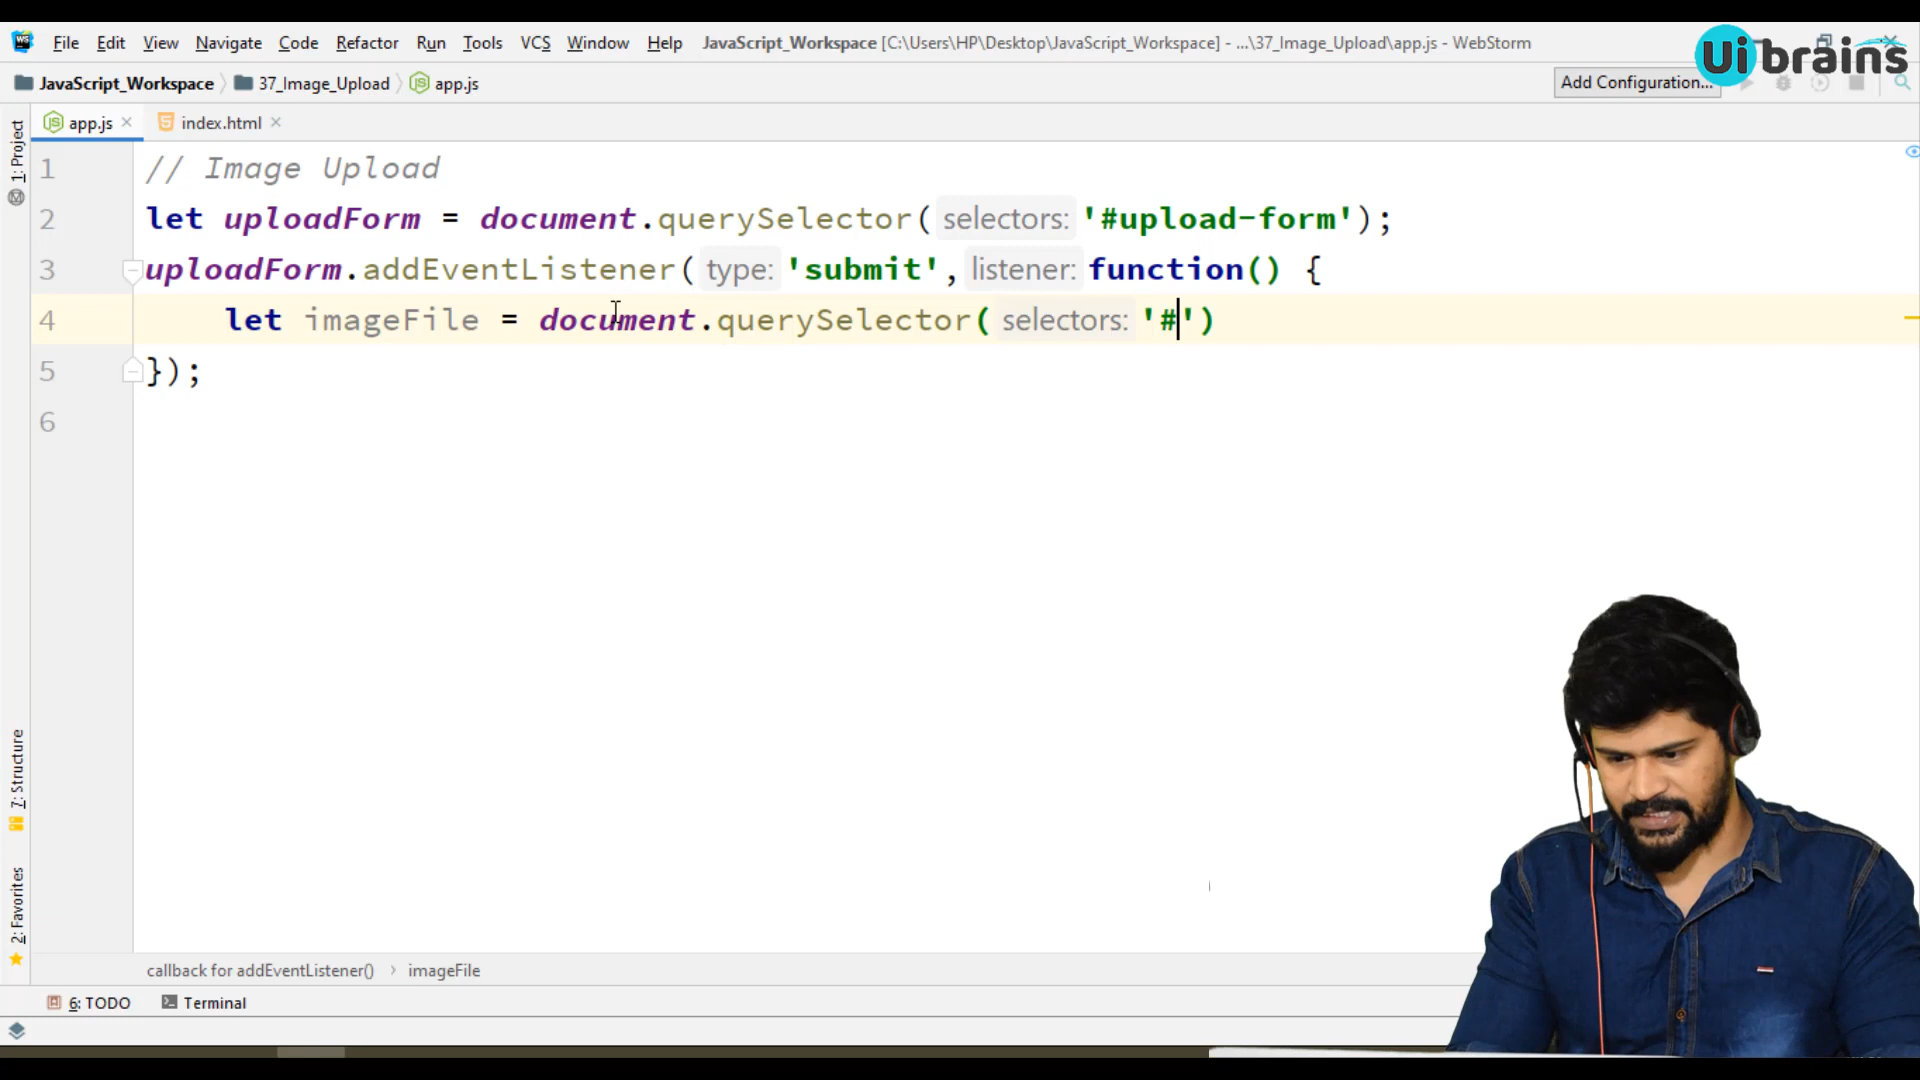 File Edit View Navigate Code Refactor Run Tools VCS Window Help JavaScript_Workspace [C:\Users\HP\Desktop\JavaScript_Workspace] - ...\37_Image_Upload\app.js - WebStorm
Ui brains
JavaScript_Workspace 37_Image_Upload app.js Add Configuration...
app.js index.html
1: Project
1 // Image Upload
2 let uploadForm = document.querySelector( selectors: '#upload-form');
3 uploadForm.addEventListener( type: 'submit', listener: function() {
4 let imageFile = document.querySelector( selectors: '#')
5 });
6
7: Structure
2: Favorites
callback for addEventListener() › imageFile
6: TODO Terminal